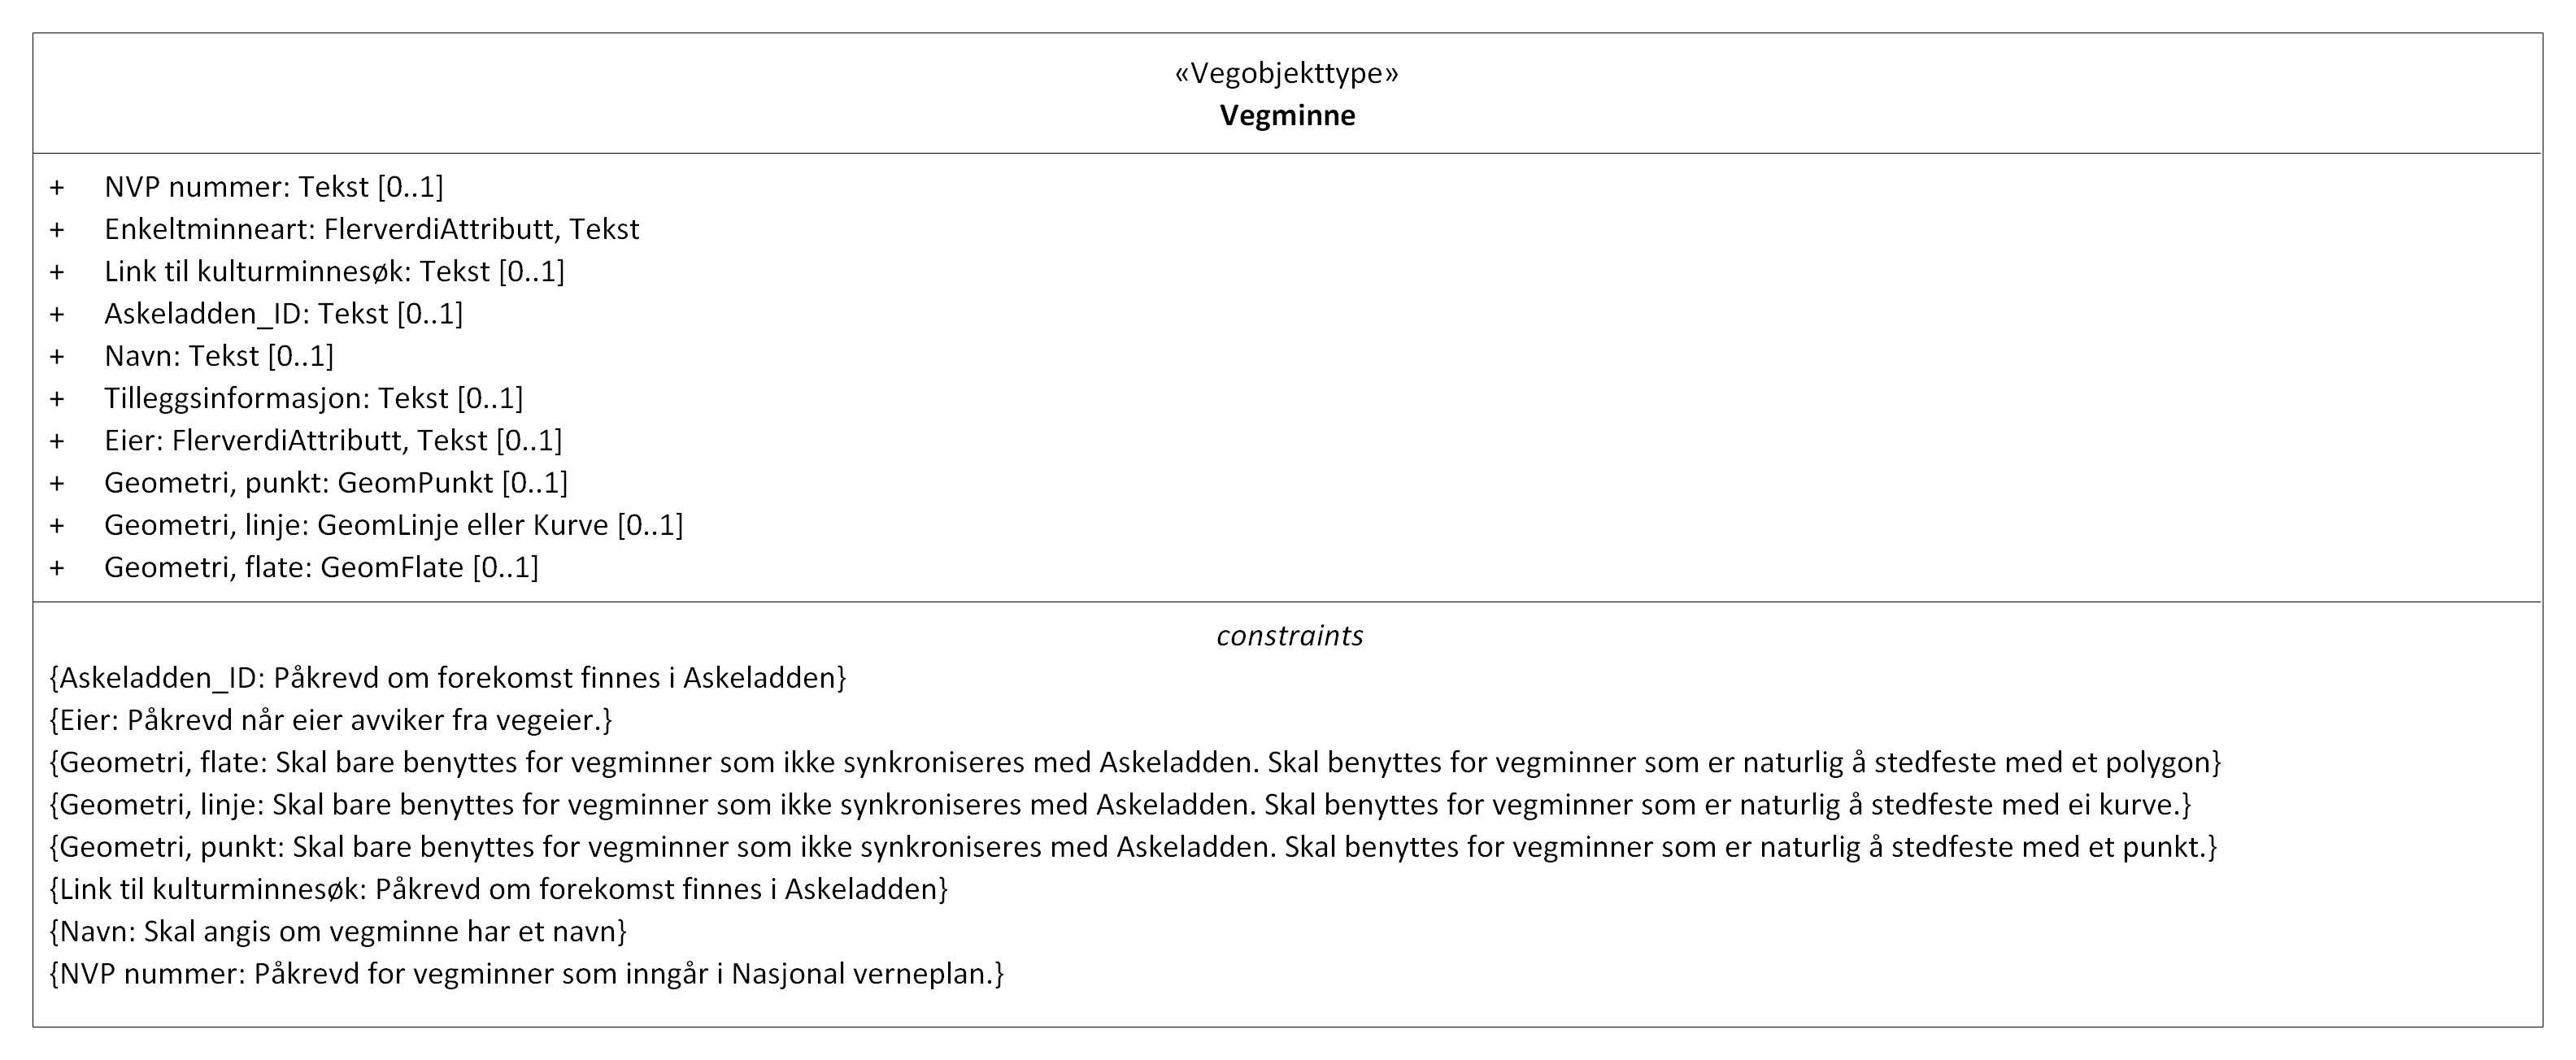 «Vegobjekttype»
Vegminne
+ NVP nummer: Tekst [0..1]
+ Enkeltminneart: FlerverdiAttributt, Tekst
+ Link til kulturminnesøk: Tekst [0..1]
+ Askeladden_ID: Tekst [0..1]
+ Navn: Tekst [0..1]
+ Tilleggsinformasjon: Tekst [0..1]
+ Eier: FlerverdiAttributt, Tekst [0..1]
+ Geometri, punkt: GeomPunkt [0..1]
+ Geometri, linje: GeomLinje eller Kurve [0..1]
+ Geometri, flate: GeomFlate [0..1]
constraints
{Askeladden_ID: Påkrevd om forekomst finnes i Askeladden}
{Eier: Påkrevd når eier avviker fra vegeier.}
{Geometri, flate: Skal bare benyttes for vegminner som ikke synkroniseres med Askeladden. Skal benyttes for vegminner som er naturlig å stedfeste med et polygon}
{Geometri, linje: Skal bare benyttes for vegminner som ikke synkroniseres med Askeladden. Skal benyttes for vegminner som er naturlig å stedfeste med ei kurve.}
{Geometri, punkt: Skal bare benyttes for vegminner som ikke synkroniseres med Askeladden. Skal benyttes for vegminner som er naturlig å stedfeste med et punkt.}
{Link til kulturminnesøk: Påkrevd om forekomst finnes i Askeladden}
{Navn: Skal angis om vegminne har et navn}
{NVP nummer: Påkrevd for vegminner som inngår i Nasjonal verneplan.}